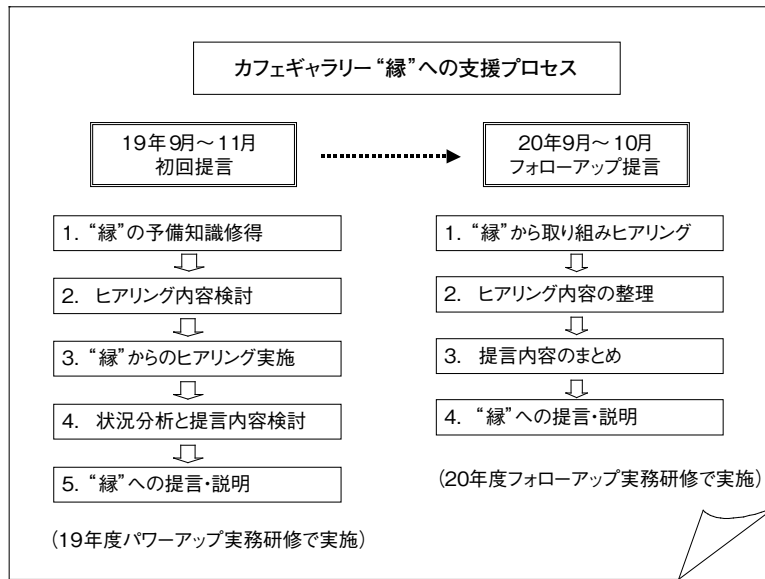 カフェギャラリー“縁”への支援プロセス
19年9月～11月
初回提言
1. “縁”の予備知識修得
2. ヒアリング内容検討
3. “縁”からのヒアリング実施
4. 状況分析と提言内容検討
5. “縁”への提言・説明
(19年度パワーアップ実務研修で実施)
20年9月～10月
フォローアップ提言
1. “縁”から取り組みヒアリング
2. ヒアリング内容の整理
3. 提言内容のまとめ
4. “縁”への提言・説明
(20年度フォローアップ実務研修で実施)